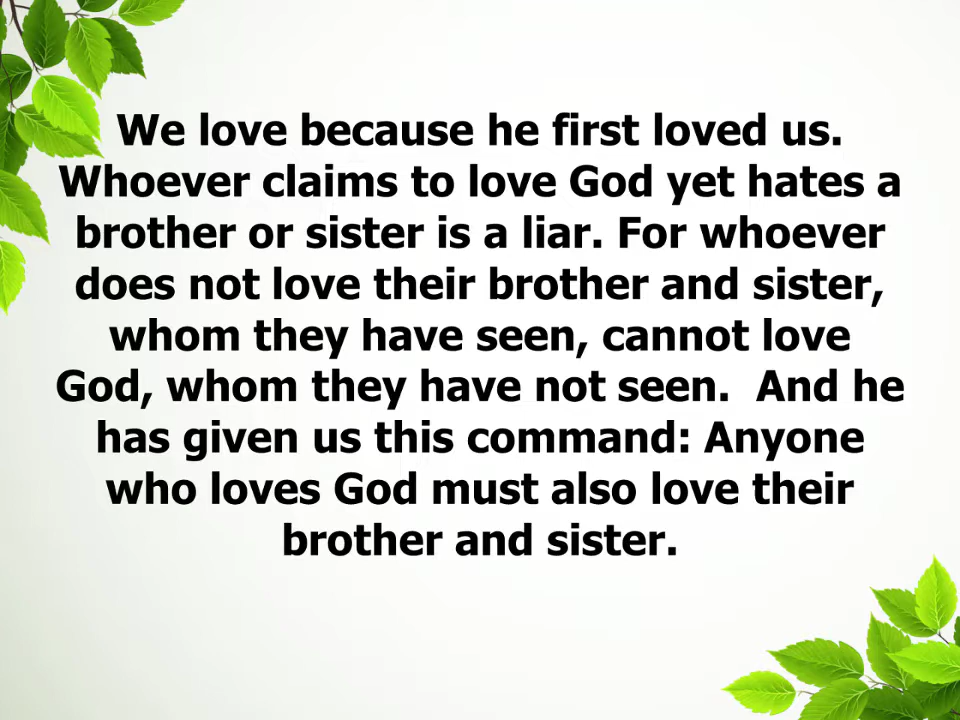 We love because he first loved us.
Whoever claims to love God yet hates a
brother or sister is a liar. For whoever
does not love their brother and sister,
whom they have seen, cannot love
God, whom they have not seen.  And he
has given us this command: Anyone
who loves God must also love their
brother and sister.